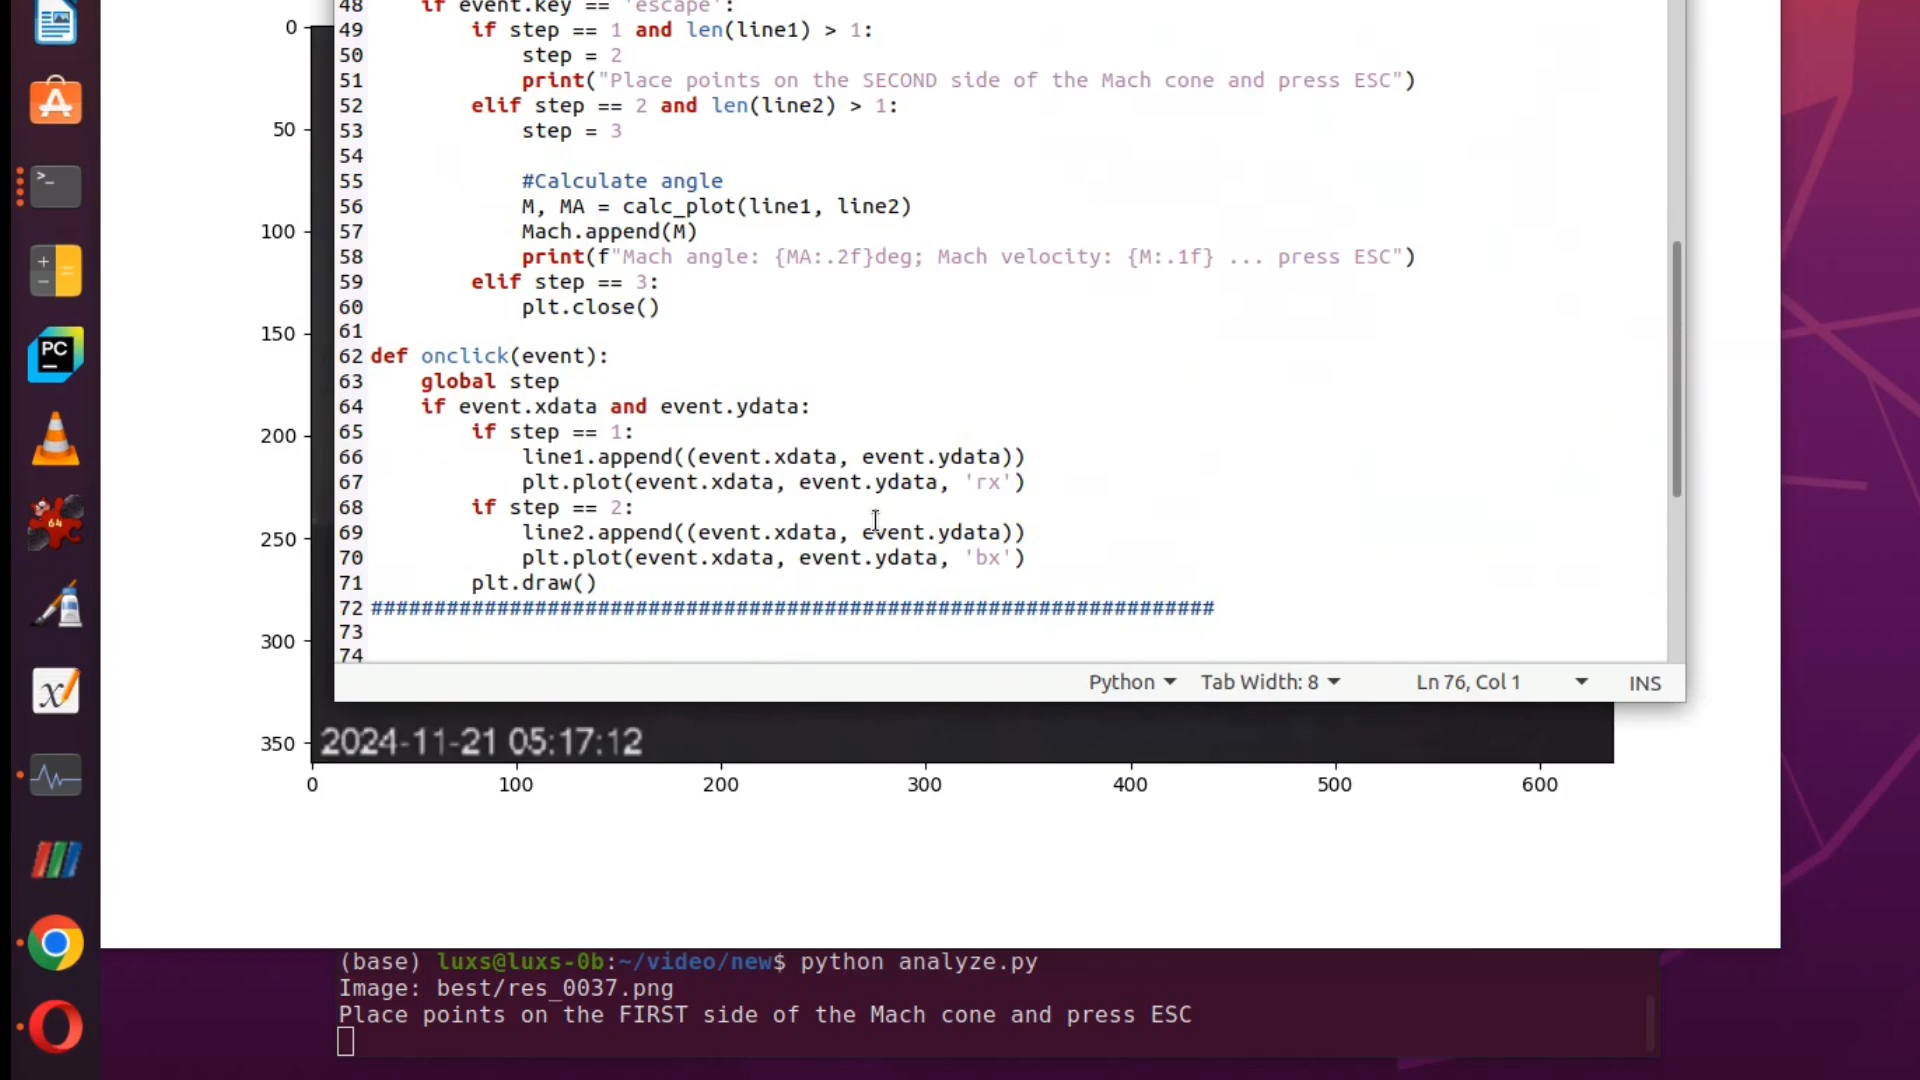 48 if event.key == 'escape':
49 if step == 1 and len(line1) > 1:
50 step = 2
51 print("Place points on the SECOND side of the Mach cone and press ESC")
52 elif step == 2 and len(line2) > 1:
53 step = 3
54
55 #Calculate angle
56 M, MA = calc_plot(line1, line2)
57 Mach.append(M)
58 print(f"Mach angle: {MA:.2f}deg; Mach velocity: {M:.1f} ... press ESC")
59 elif step == 3:
60 plt.close()
61
62 def onclick(event):
63 global step
64 if event.xdata and event.ydata:
65 if step == 1:
66 line1.append((event.xdata, event.ydata))
67 plt.plot(event.xdata, event.ydata, 'rx')
68 if step == 2:
69 line2.append((event.xdata, event.ydata))
70 plt.plot(event.xdata, event.ydata, 'bx')
71 plt.draw()
72 ###################################################################
73
74
Python Tab Width: 8 Ln 76, Col 1 INS
0
50
100
150
200
250
300
350
2024-11-21 05:17:12
0 100 200 300 400 500 600
(base) luxs@luxs-0b:~/video/new$ python analyze.py
Image: best/res_0037.png
Place points on the FIRST side of the Mach cone and press ESC
PC
64